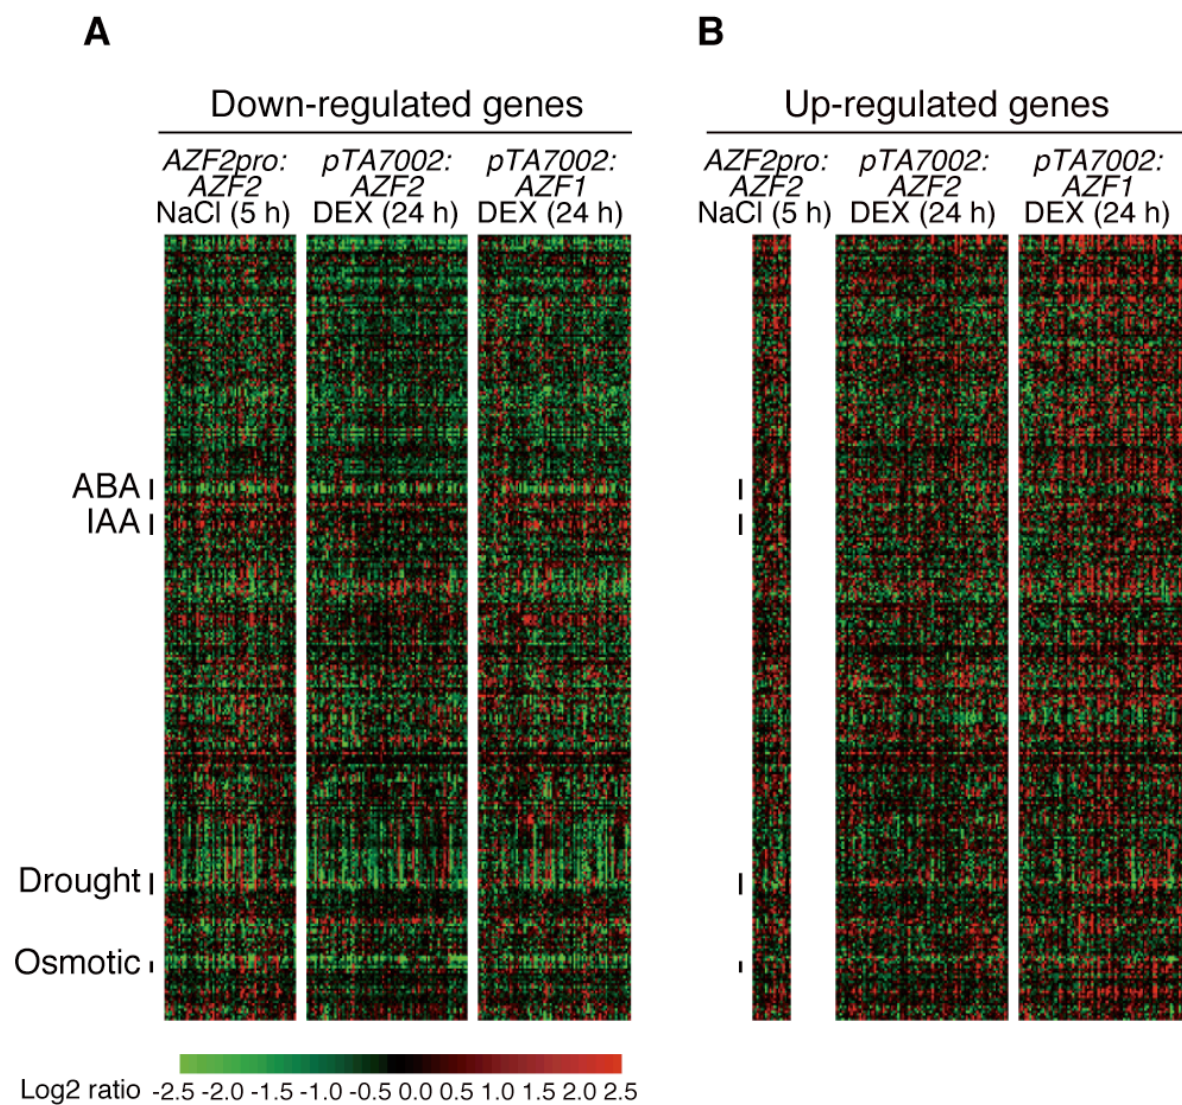 A
B
Down-regulated genes
Up-regulated genes
AZF2pro:
AZF2
NaCl (5 h)
pTA7002:
AZF2
DEX (24 h)
pTA7002:
AZF1
DEX (24 h)
AZF2pro:
AZF2
NaCl (5 h)
pTA7002:
AZF2
DEX (24 h)
pTA7002:
AZF1
DEX (24 h)
ABA
IAA
Drought
Osmotic
Log2 ratio -2.5 -2.0 -1.5 -1.0 -0.5 0.0 0.5 1.0 1.5 2.0 2.5